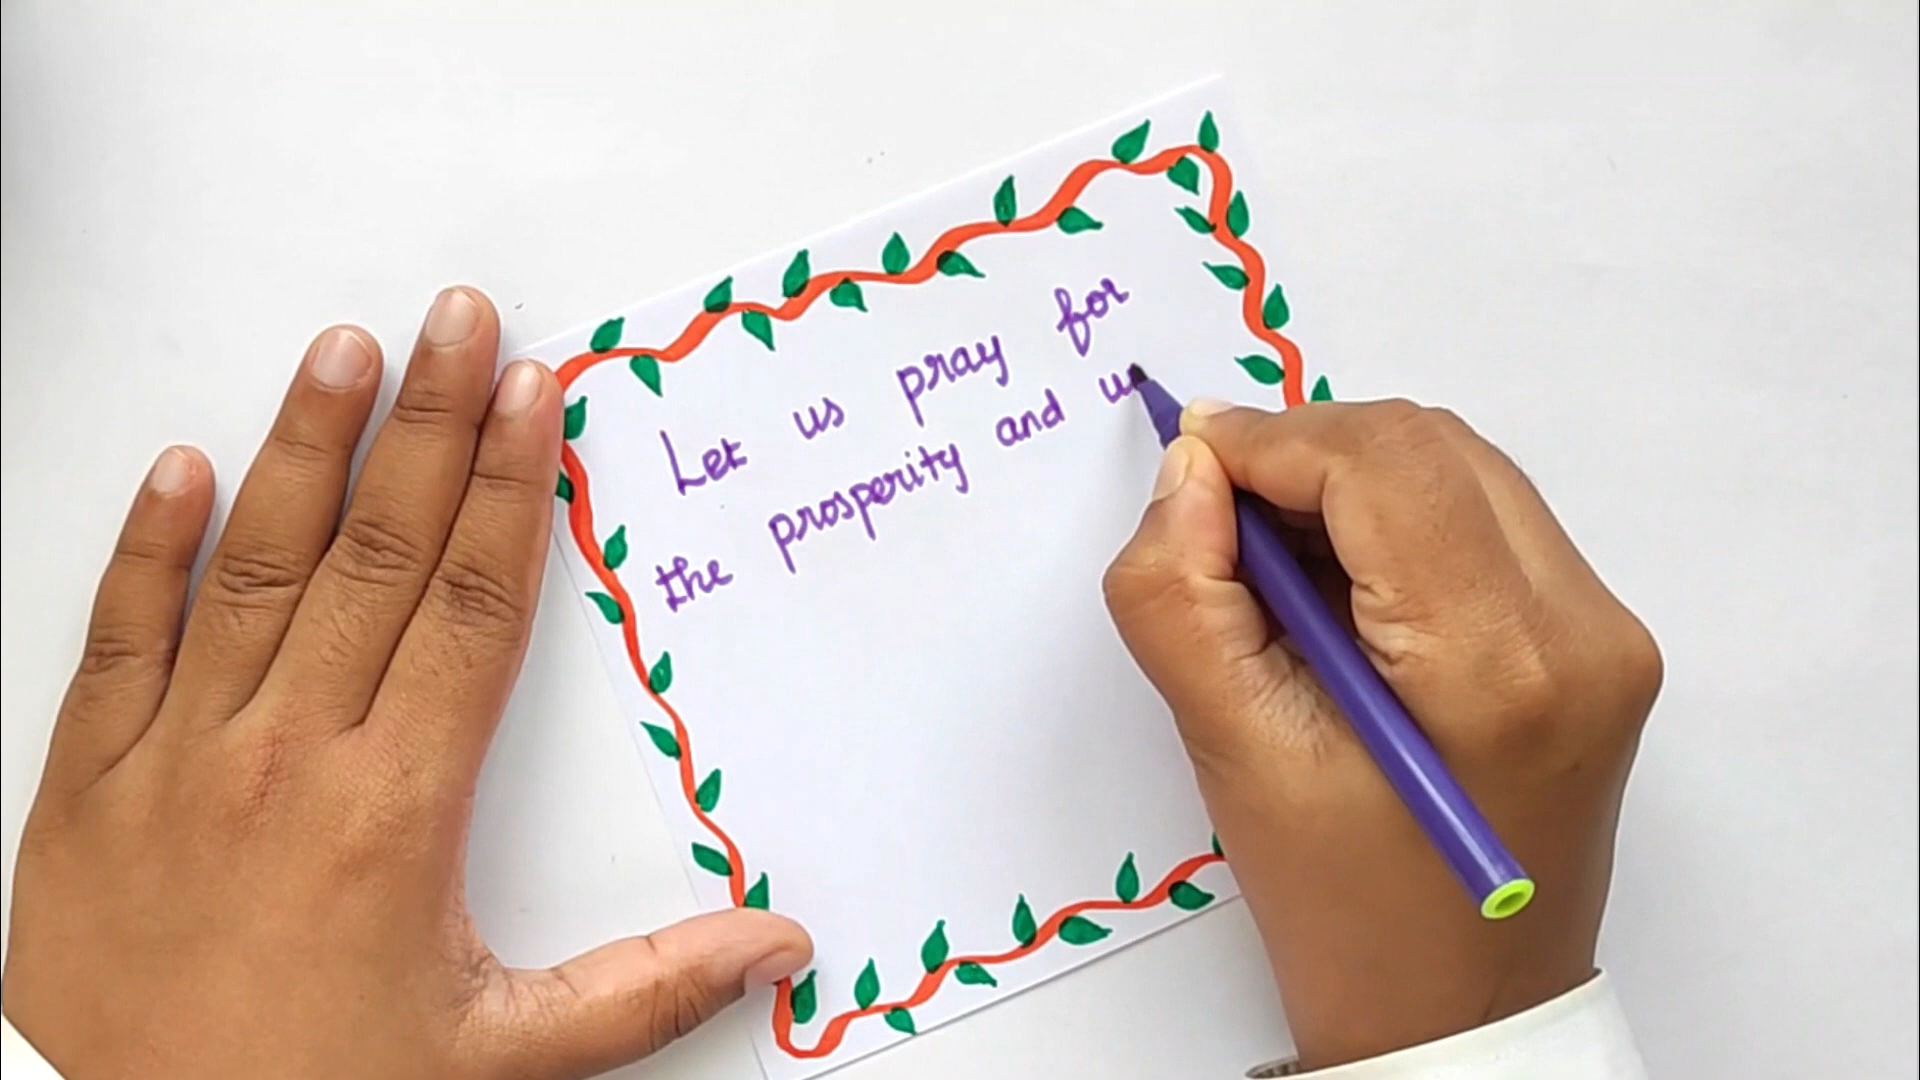 Let us pray for
the prosperity and